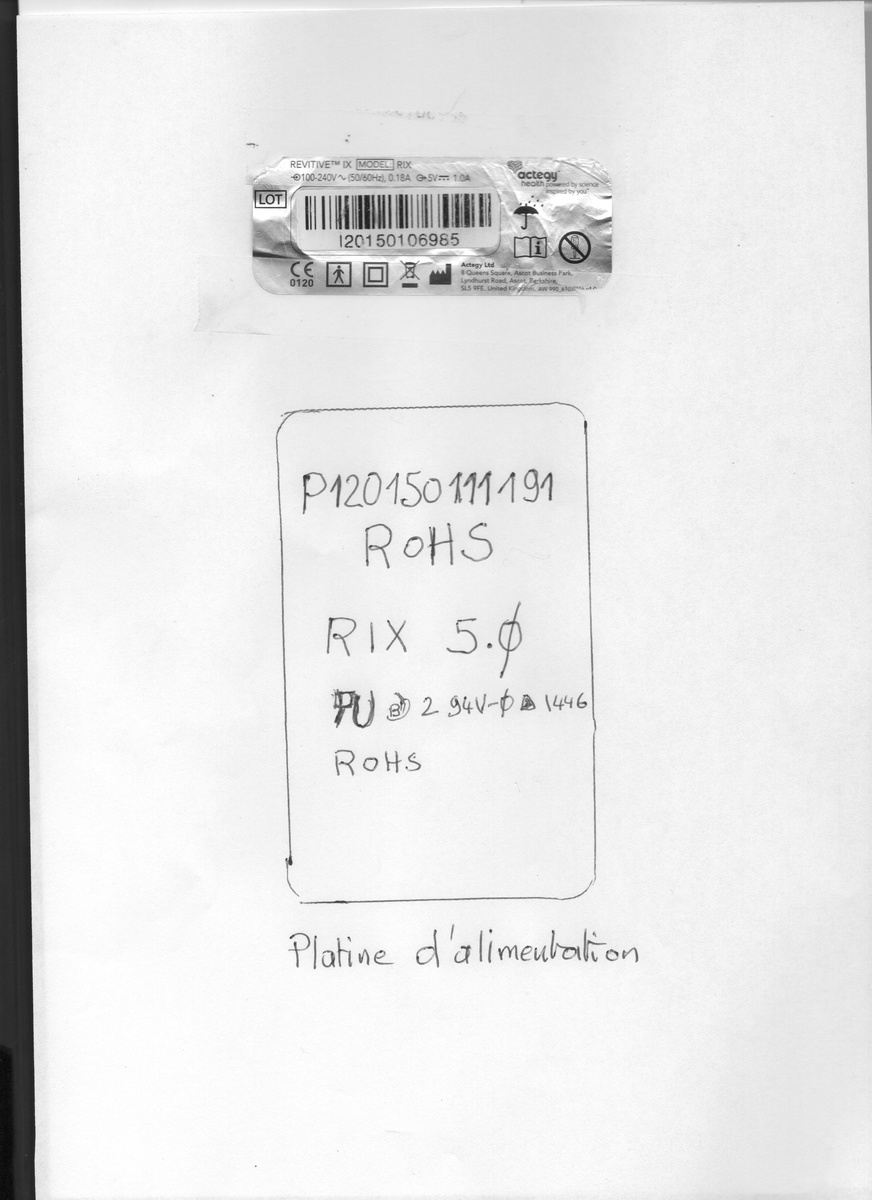 REVITIVE™ IX MODEL: RIX
100-240V ~ (50/60Hz), 0.18A 5V 1.0A
actegy
health powered by science
inspired by you™
LOT
I20150106985
CE
0120
Actegy Ltd
8 Queens Square, Ascot Business Park,
Lyndhurst Road, Ascot, Berkshire,
SL5 9FE, United Kingdom,
P120150111191
ROHS
RIX 5.0
2 94V-0 1446
ROHS
Platine d'alimentation